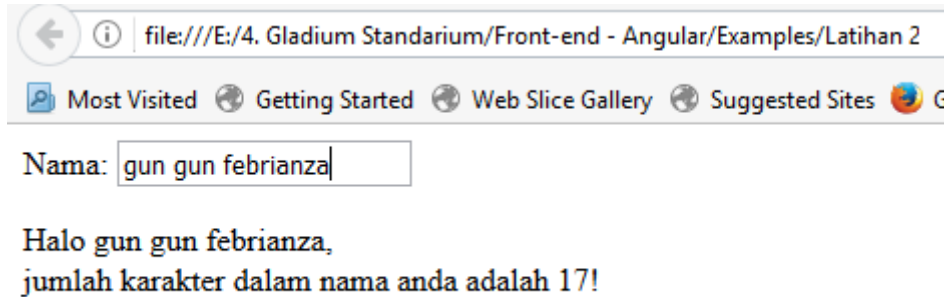 file:///E:/4. Gladium Standarium/Front-end - Angular/Examples/Latihan 2
Most Visited Getting Started Web Slice Gallery Suggested Sites G
Nama: gun gun febrianza
Halo gun gun febrianza,
jumlah karakter dalam nama anda adalah 17!